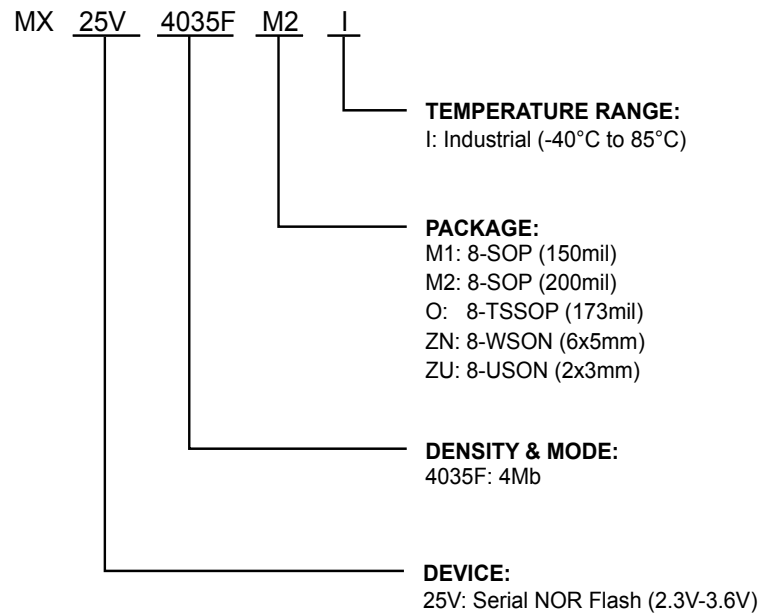 MX 25V 4035F M2 I
TEMPERATURE RANGE:
I: Industrial (-40°C to 85°C)
PACKAGE:
M1: 8-SOP (150mil)
M2: 8-SOP (200mil)
O: 8-TSSOP (173mil)
ZN: 8-WSON (6x5mm)
ZU: 8-USON (2x3mm)
DENSITY & MODE:
4035F: 4Mb
DEVICE:
25V: Serial NOR Flash (2.3V-3.6V)